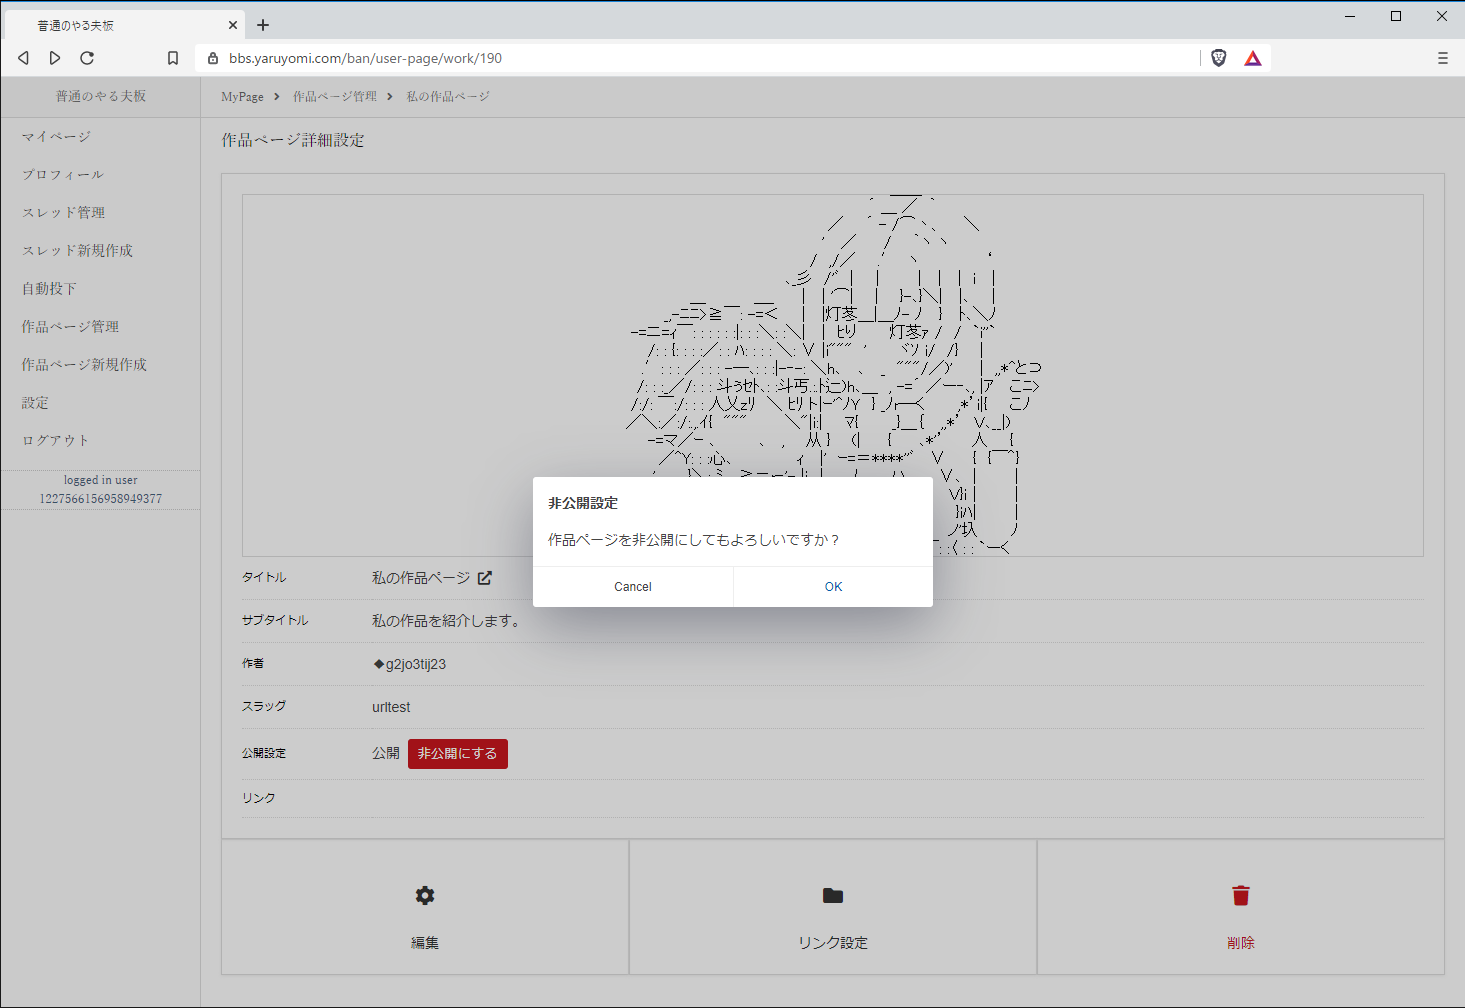 普通のやる夫板
bbs.yaruyomi.com/ban/user-page/work/190
普通のやる夫板
MyPage
作品ページ管理
私の作品ページ
マイページ
プロフィール
スレッド管理
スレッド新規作成
自動投下
作品ページ管理
作品ページ新規作成
設定
ログアウト
logged in user
1227566156958949377
作品ページ詳細設定
非公開設定
作品ページを非公開にしてもよろしいですか？
Cancel
OK
タイトル
私の作品ページ
サブタイトル
私の作品を紹介します。
作者
◆g2jo3tij23
スラッグ
urltest
公開設定
公開
非公開にする
リンク
編集
リンク設定
削除